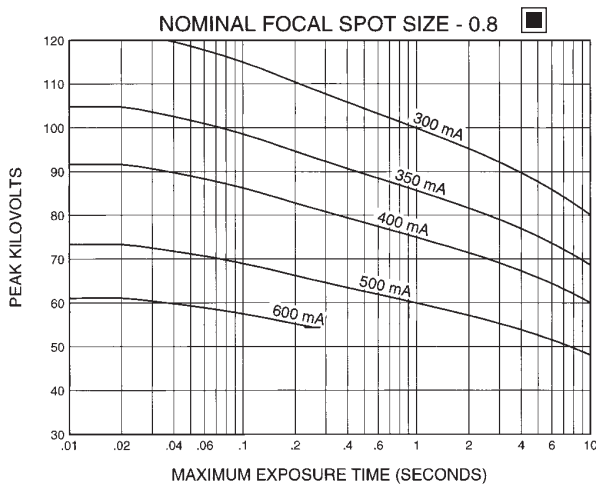 NOMINAL FOCAL SPOT SIZE - 0.8
120
110
100
90
80
70
60
50
40
30
PEAK KILOVOLTS
300 mA
350 mA
400 mA
500 mA
600 mA
.01 .02 .04 .06 .1 .2 .4 .6 1 2 4 6 10
MAXIMUM EXPOSURE TIME (SECONDS)